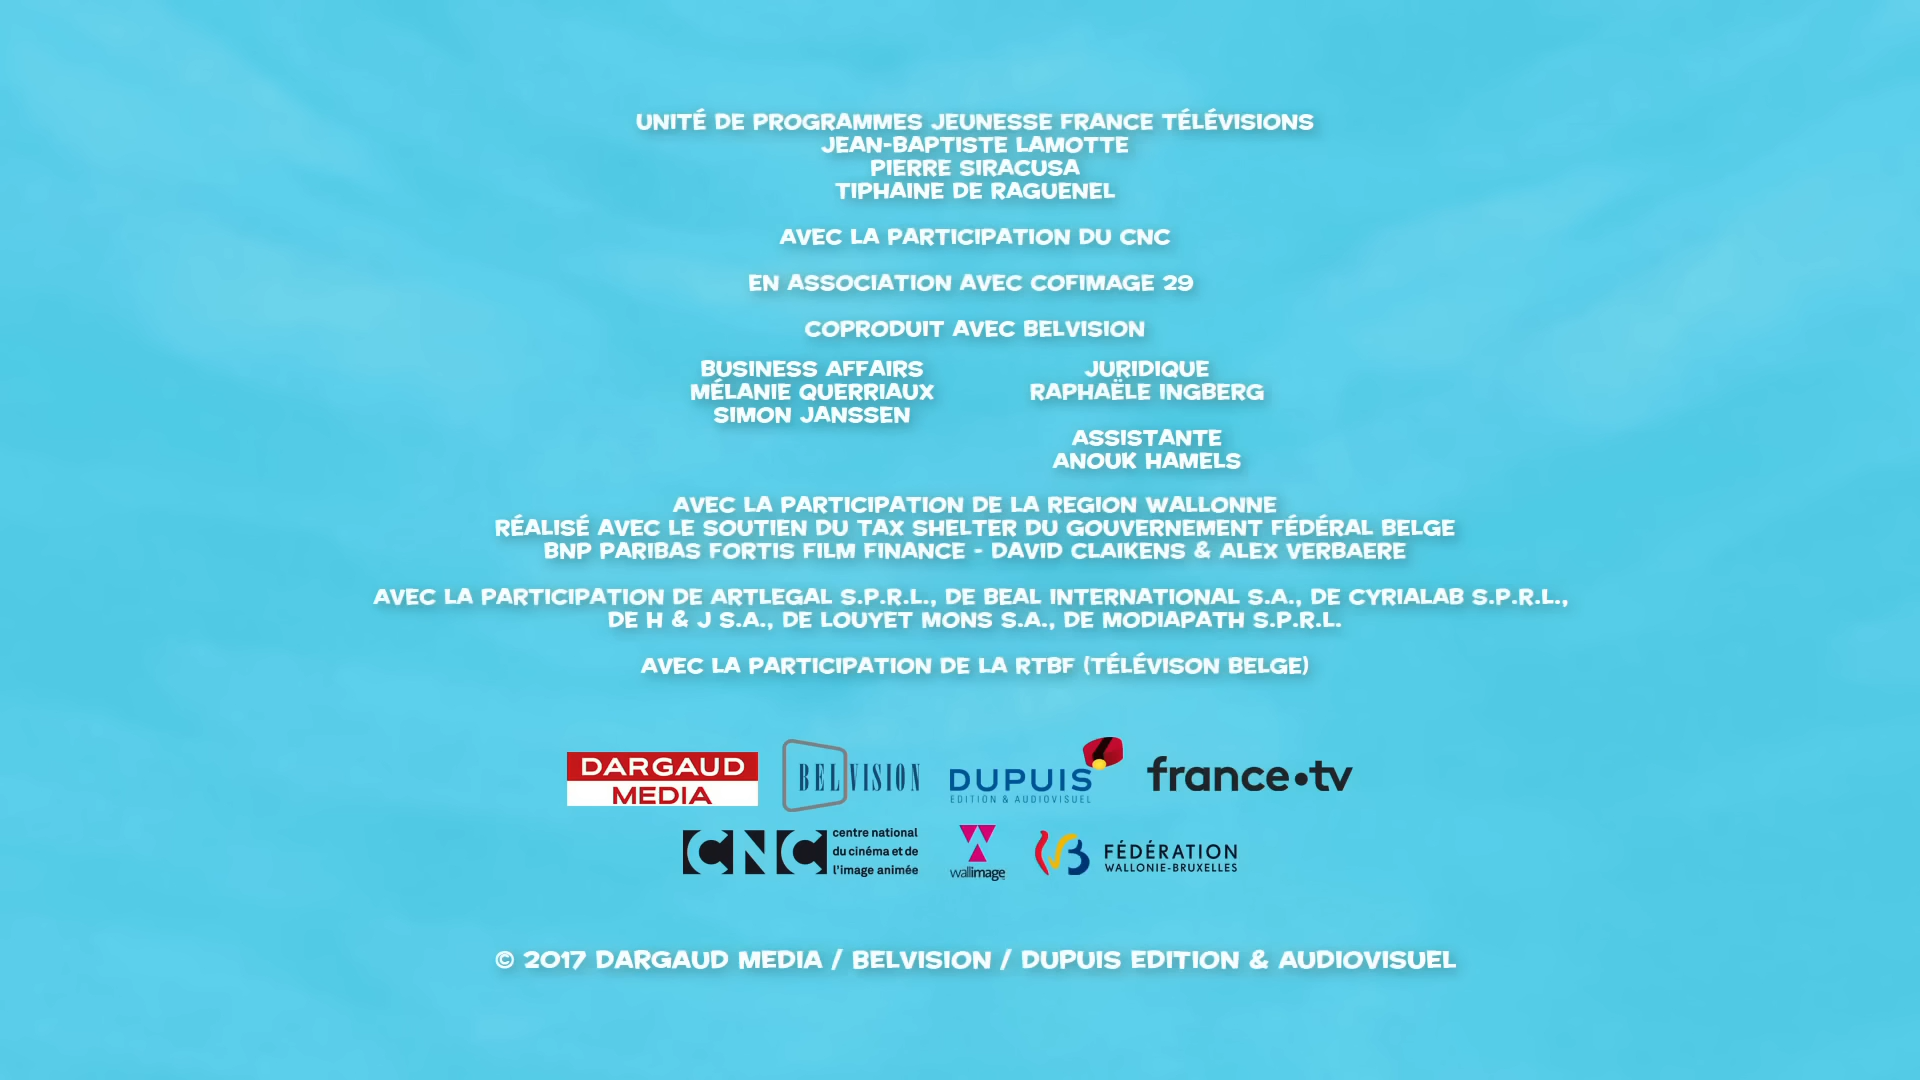 UNITÉ DE PROGRAMMES JEUNESSE FRANCE TÉLÉVISIONS
JEAN-BAPTISTE LAMOTTE
PIERRE SIRACUSA
TIPHAINE DE RAGUENEL
AVEC LA PARTICIPATION DU CNC
EN ASSOCIATION AVEC COFIMAGE 29
COPRODUIT AVEC BELVISION
BUSINESS AFFAIRS
MÉLANIE QUERRIAUX
SIMON JANSSEN
JURIDIQUE
RAPHAËLE INGBERG
ASSISTANTE
ANOUK HAMELS
AVEC LA PARTICIPATION DE LA REGION WALLONNE
RÉALISÉ AVEC LE SOUTIEN DU TAX SHELTER DU GOUVERNEMENT FÉDÉRAL BELGE
BNP PARIBAS FORTIS FILM FINANCE - DAVID CLAIKENS & ALEX VERBAERE
AVEC LA PARTICIPATION DE ARTLEGAL S.P.R.L., DE BEAL INTERNATIONAL S.A., DE CYRIALAB S.P.R.L.,
DE H & J S.A., DE LOUYET MONS S.A., DE MODIAPATH S.P.R.L.
AVEC LA PARTICIPATION DE LA RTBF (TÉLÉVISON BELGE)
DARGAUD
MEDIA
BELVISION
DUPUIS
EDITION & AUDIOVISUEL
france•tv
CNC
centre national
du cinéma et de
l'image animée
wallimage
FÉDÉRATION
WALLONIE-BRUXELLES
© 2017 DARGAUD MEDIA / BELVISION / DUPUIS EDITION & AUDIOVISUEL